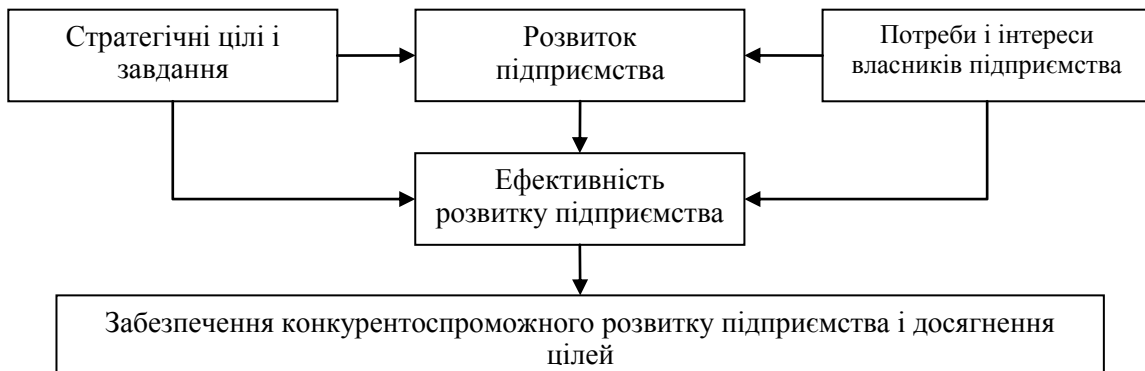 Стратегічні цілі і
завдання
Розвиток
підприємства
Потреби і інтереси
власників підприємства
Ефективність
розвитку підприємства
Забезпечення конкурентоспроможного розвитку підприємства і досягнення
цілей